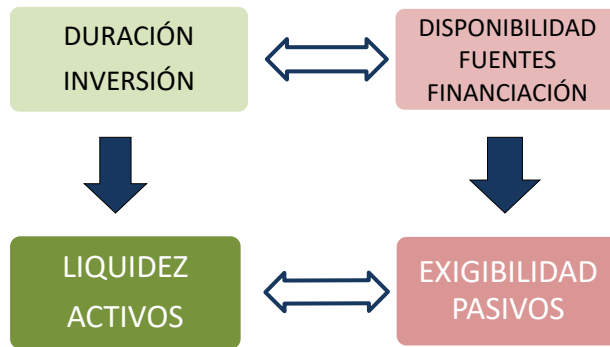 DURACIÓN
INVERSIÓN
DISPONIBILIDAD
FUENTES
FINANCIACIÓN
LIQUIDEZ
ACTIVOS
EXIGIBILIDAD
PASIVOS